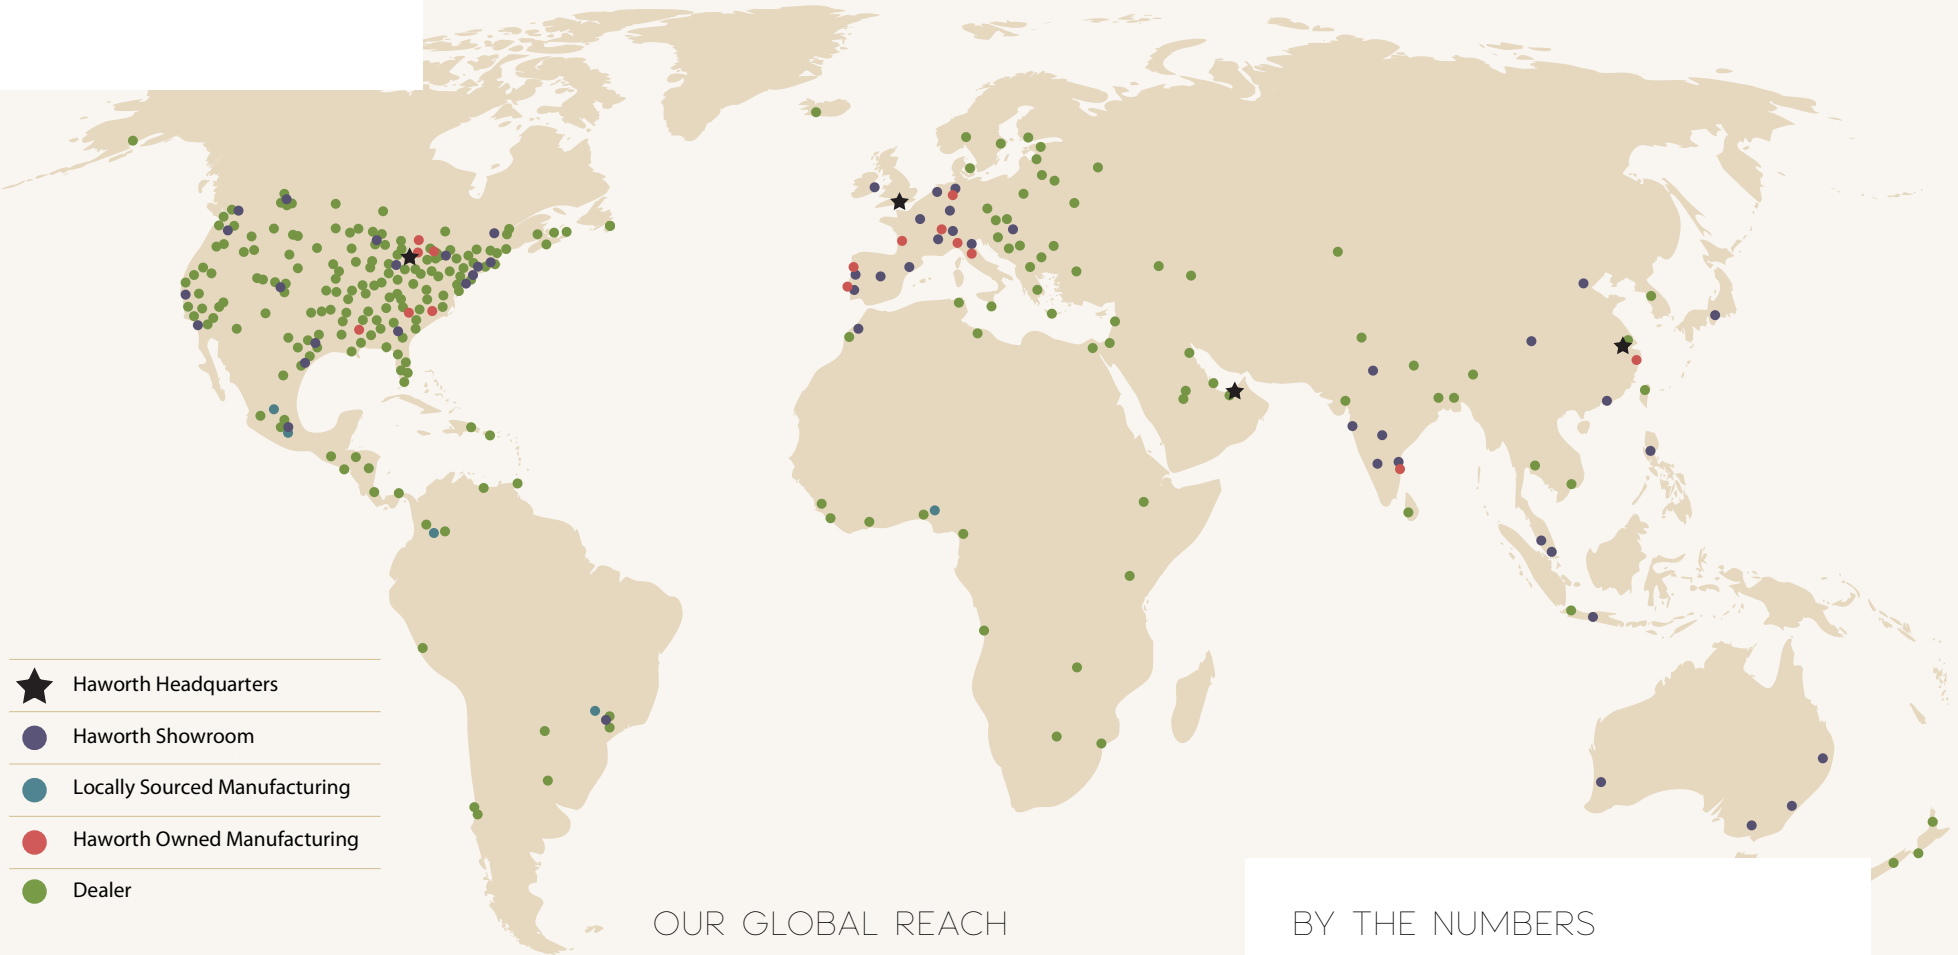 Haworth Headquarters
Haworth Showroom
Locally Sourced Manufacturing
Haworth Owned Manufacturing
Dealer
OUR GLOBAL REACH
BY THE NUMBERS